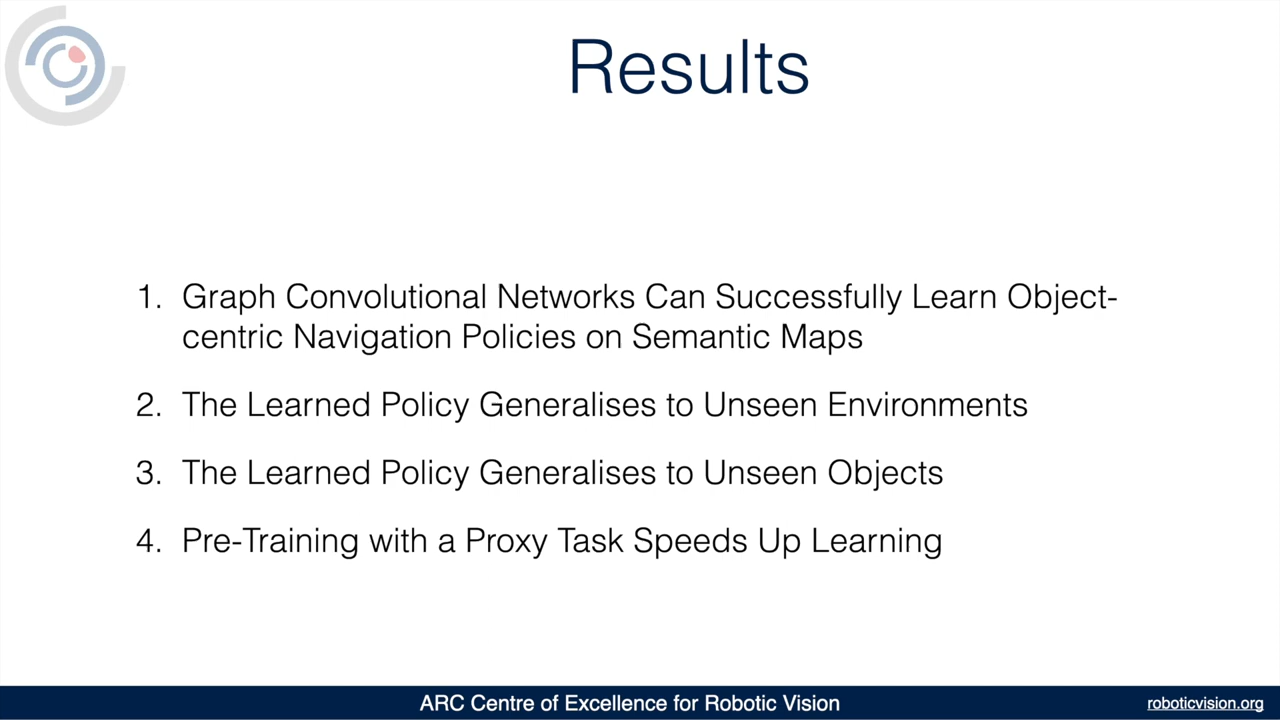 Results
1. Graph Convolutional Networks Can Successfully Learn Object-
centric Navigation Policies on Semantic Maps
2. The Learned Policy Generalises to Unseen Environments
3. The Learned Policy Generalises to Unseen Objects
4. Pre-Training with a Proxy Task Speeds Up Learning
ARC Centre of Excellence for Robotic Vision
roboticvision.org